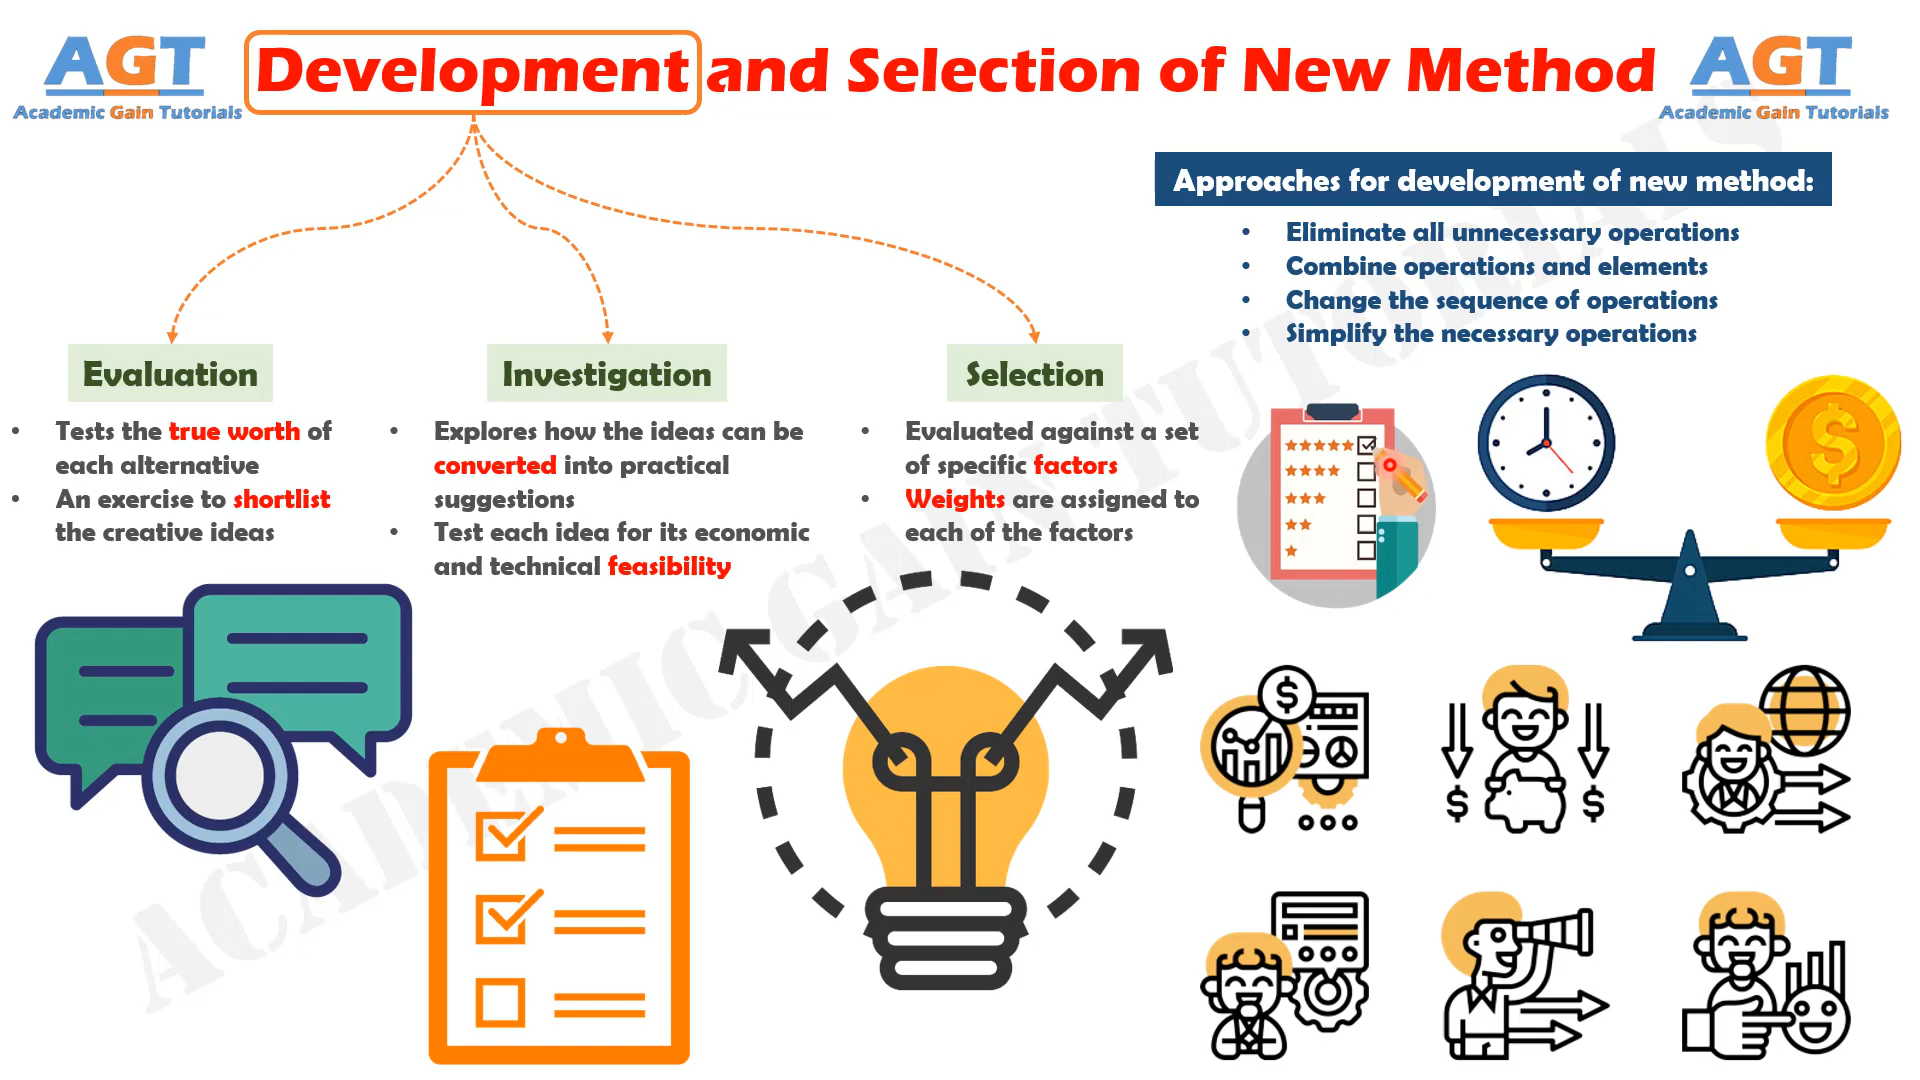 AGT
Academic Gain Tutorials
Development and Selection of New Method
AGT
Academic Gain Tutorials
Approaches for development of new method:
• Eliminate all unnecessary operations
• Combine operations and elements
• Change the sequence of operations
• Simplify the necessary operations
Evaluation
• Tests the true worth of
each alternative
• An exercise to shortlist
the creative ideas
Investigation
• Explores how the ideas can be
converted into practical
suggestions
• Test each idea for its economic
and technical feasibility
Selection
• Evaluated against a set
of specific factors
• Weights are assigned to
each of the factors
$
$
$ $
ACADEMIC GAIN TUTORIALS